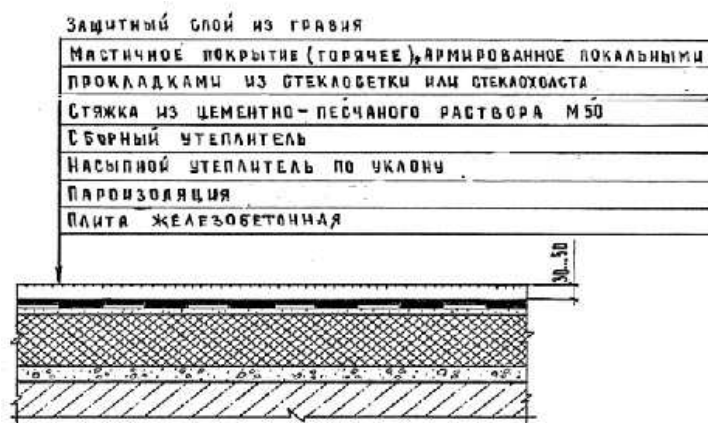 Защитный слой из гравия
Мастичное покрытие (горячее), армированное локальными
прокладками из стеклосетки или стеклохолста
Стяжка из цементно-песчаного раствора М50
Сборный утеплитель
Насыпной утеплитель по уклону
Пароизоляция
Плита железобетонная
30...50